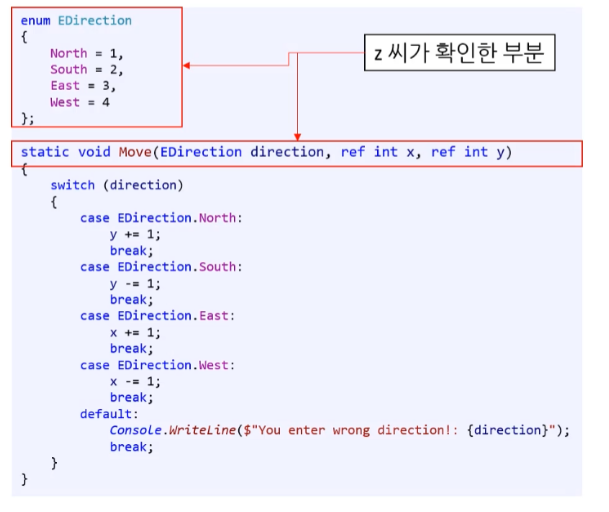 enum EDirection
{
    North = 1,
    South = 2,
    East = 3,
    West = 4
};
z 씨가 확인한 부분
static void Move(EDirection direction, ref int x, ref int y)
{
    switch (direction)
    {
        case EDirection.North:
            y += 1;
            break;
        case EDirection.South:
            y -= 1;
            break;
        case EDirection.East:
            x += 1;
            break;
        case EDirection.West:
            x -= 1;
            break;
        default:
            Console.WriteLine($"You enter wrong direction!: {direction}");
            break;
    }
}